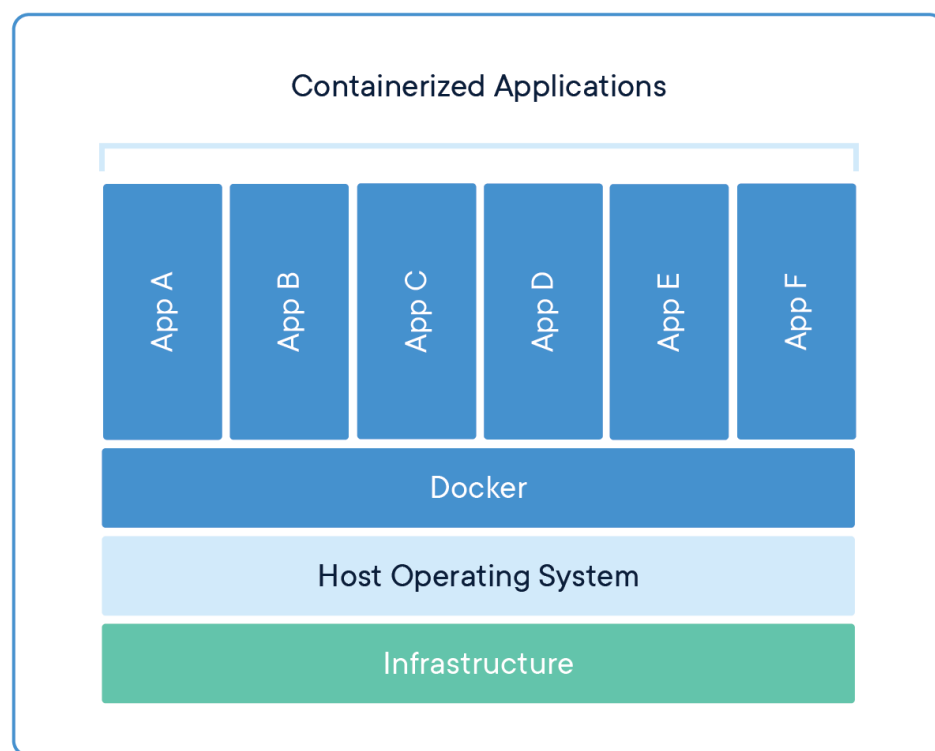 Containerized Applications
App A
App B
App C
App D
App E
App F
Docker
Host Operating System
Infrastructure